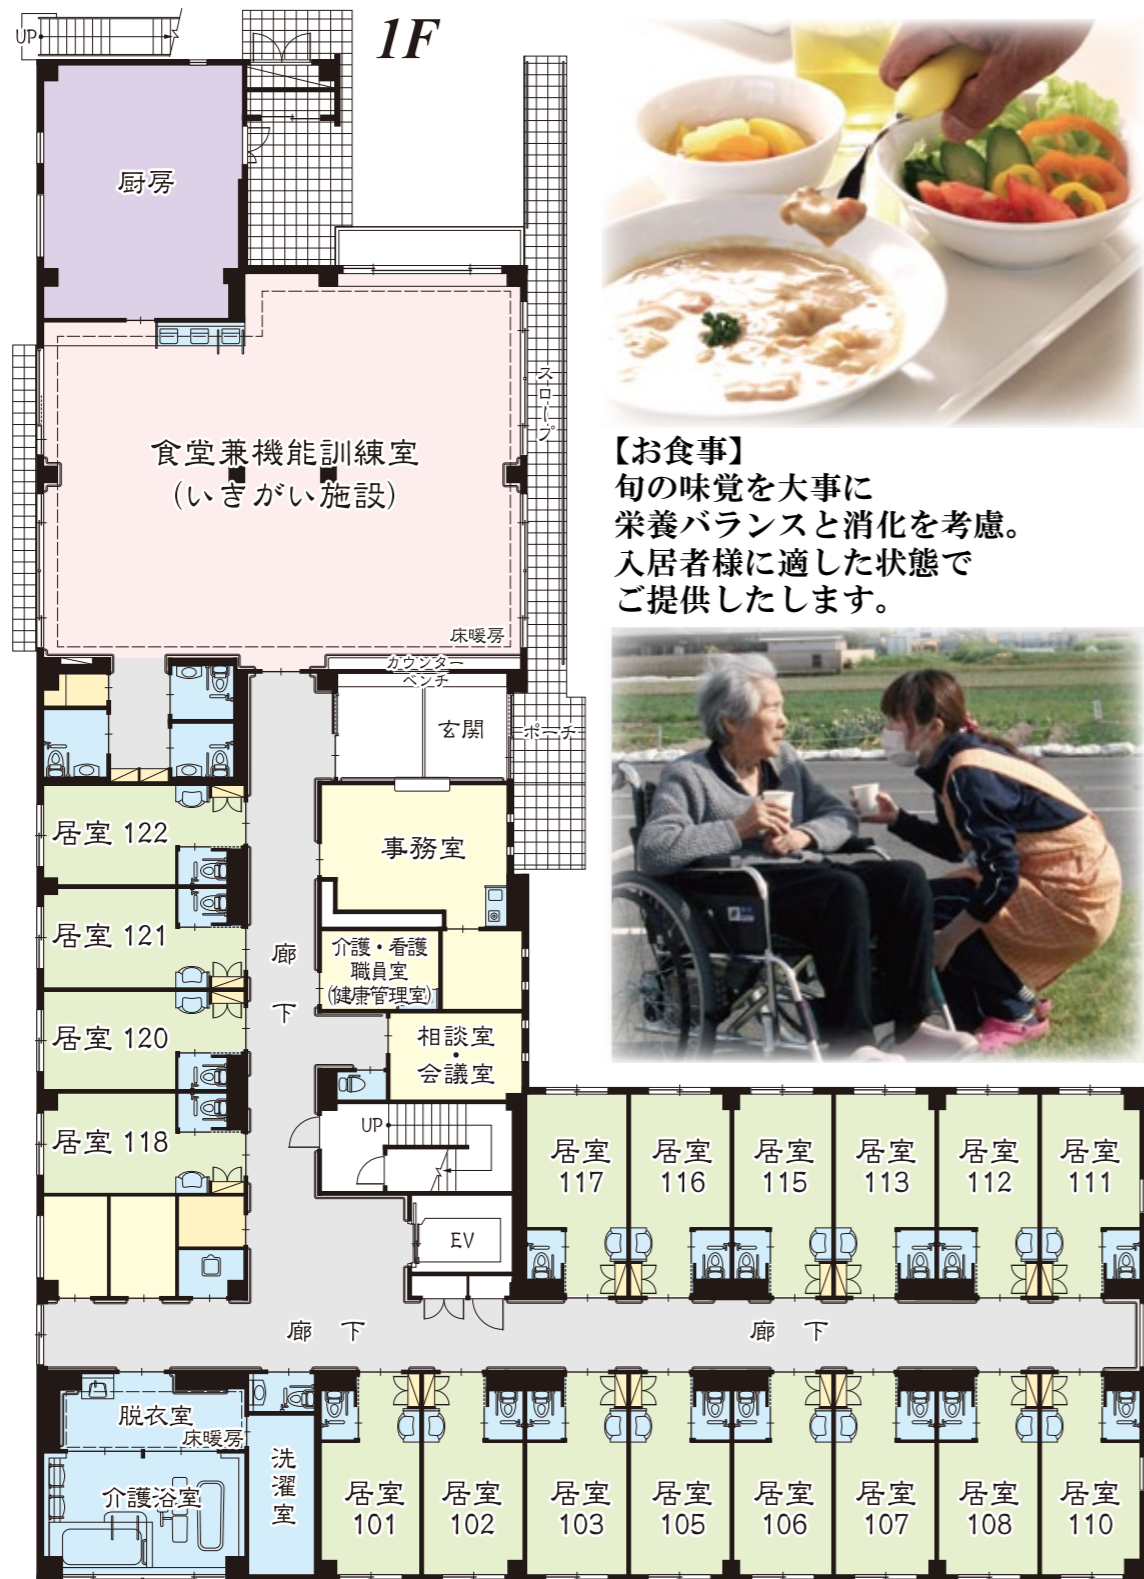 1F
UP
厨房
スロープ
食堂兼機能訓練室
(いきがい施設)
床暖房
カウンター
ベンチ
玄関
ポーチ
【お食事】
旬の味覚を大事に
栄養バランスと消化を考慮。
入居者様に適した状態で
ご提供したします。
居室 122
事務室
居室 121
廊下
介護・看護
職員室
(健康管理室)
居室 120
相談室
・
会議室
居室 118
UP
EV
居室
117
居室
116
居室
115
居室
113
居室
112
居室
111
廊 下
廊 下
脱衣室
床暖房
介護浴室
洗濯室
居室
101
居室
102
居室
103
居室
105
居室
106
居室
107
居室
108
居室
110